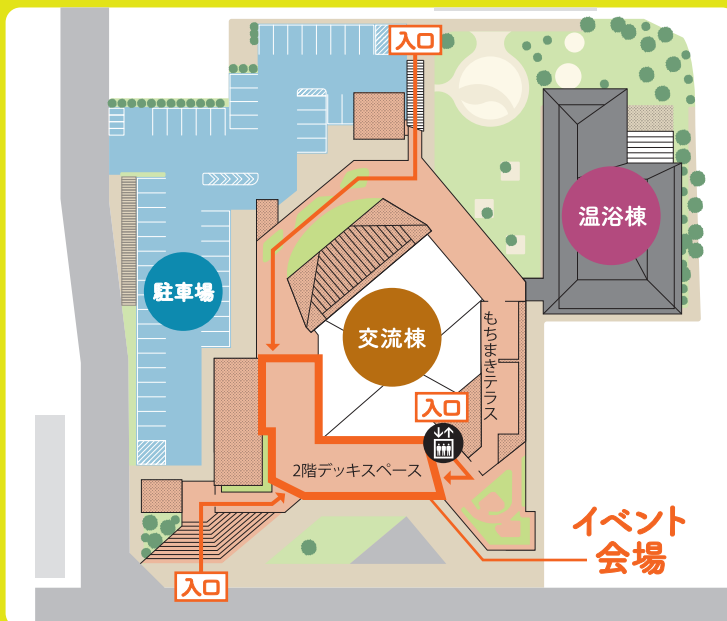 入口
温浴棟
駐車場
交流棟
もちまきテラス
入口
2階デッキスペース
イベント
会場
入口